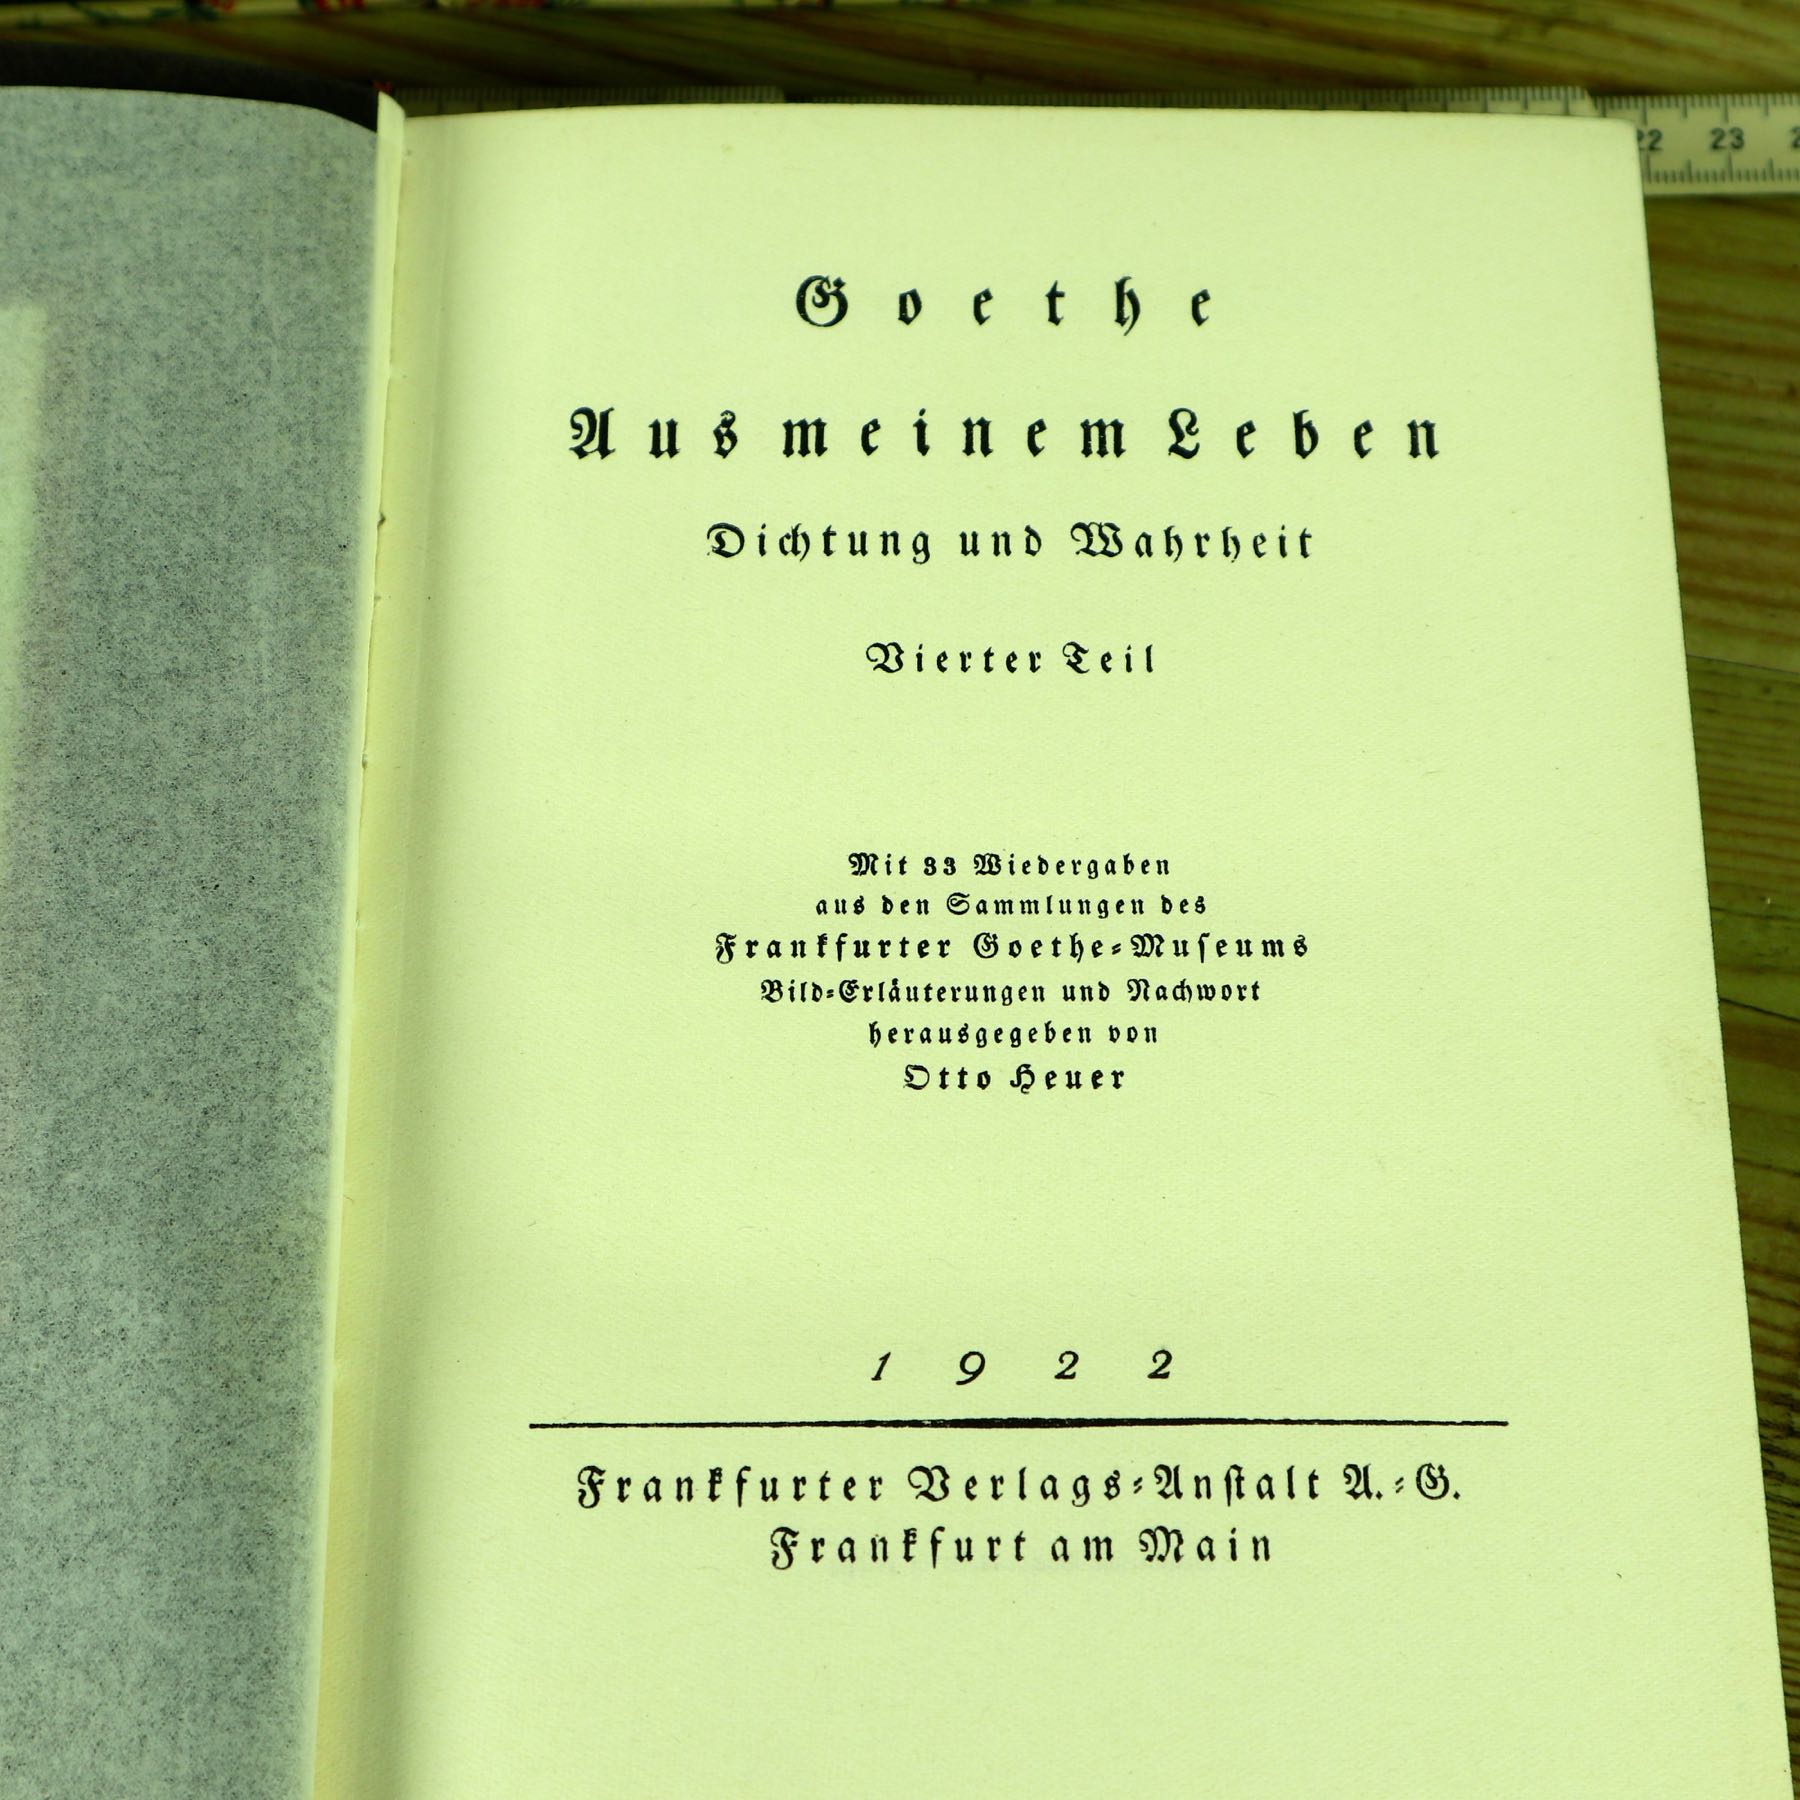 22 23
Goethe
Aus meinem Leben
Dichtung und Wahrheit
Vierter Teil
Mit 33 Wiedergaben
aus den Sammlungen des
Frankfurter Goethe-Museums
Bild-Erläuterungen und Nachwort
herausgegeben von
Otto Heuer
1922
Frankfurter Verlags-Anstalt A.-G.
Frankfurt am Main